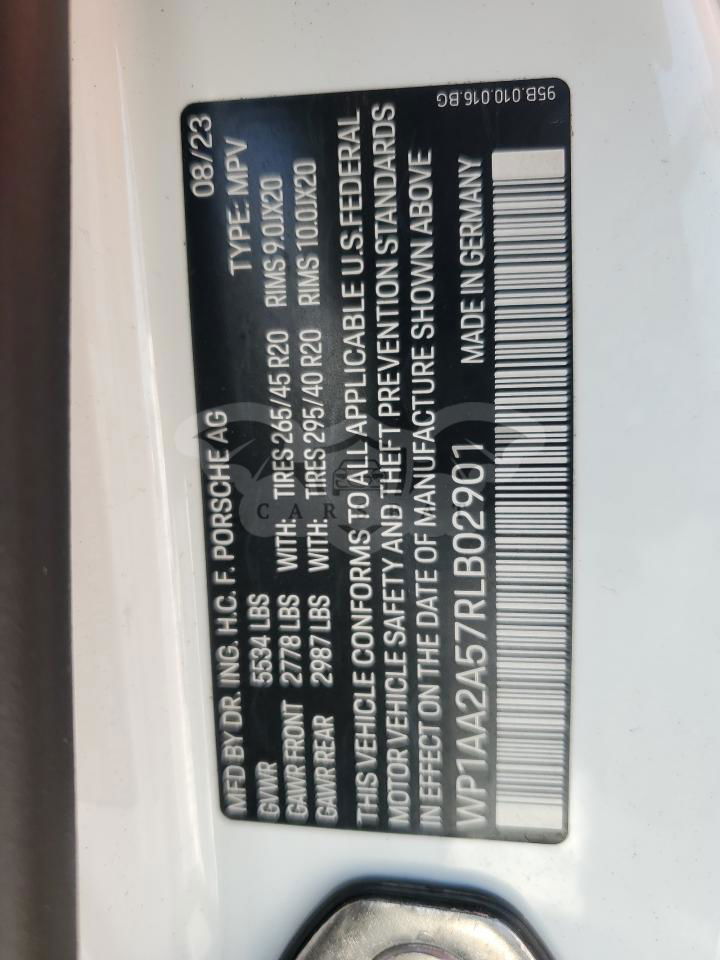 08/23
MFD BY DR. ING. H.C. F. PORSCHE AG TYPE: MPV
GVWR 5534 LBS
GAWR FRONT 2778 LBS WITH: TIRES 265/45 R20 RIMS 9.0JX20
GAWR REAR 2987 LBS WITH: TIRES 295/40 R20 RIMS 10.0JX20
THIS VEHICLE CONFORMS TO ALL APPLICABLE U.S. FEDERAL
MOTOR VEHICLE SAFETY AND THEFT PREVENTION STANDARDS
IN EFFECT ON THE DATE OF MANUFACTURE SHOWN ABOVE
WP1AA2A57RLB02901 MADE IN GERMANY
95B.010.016.BG